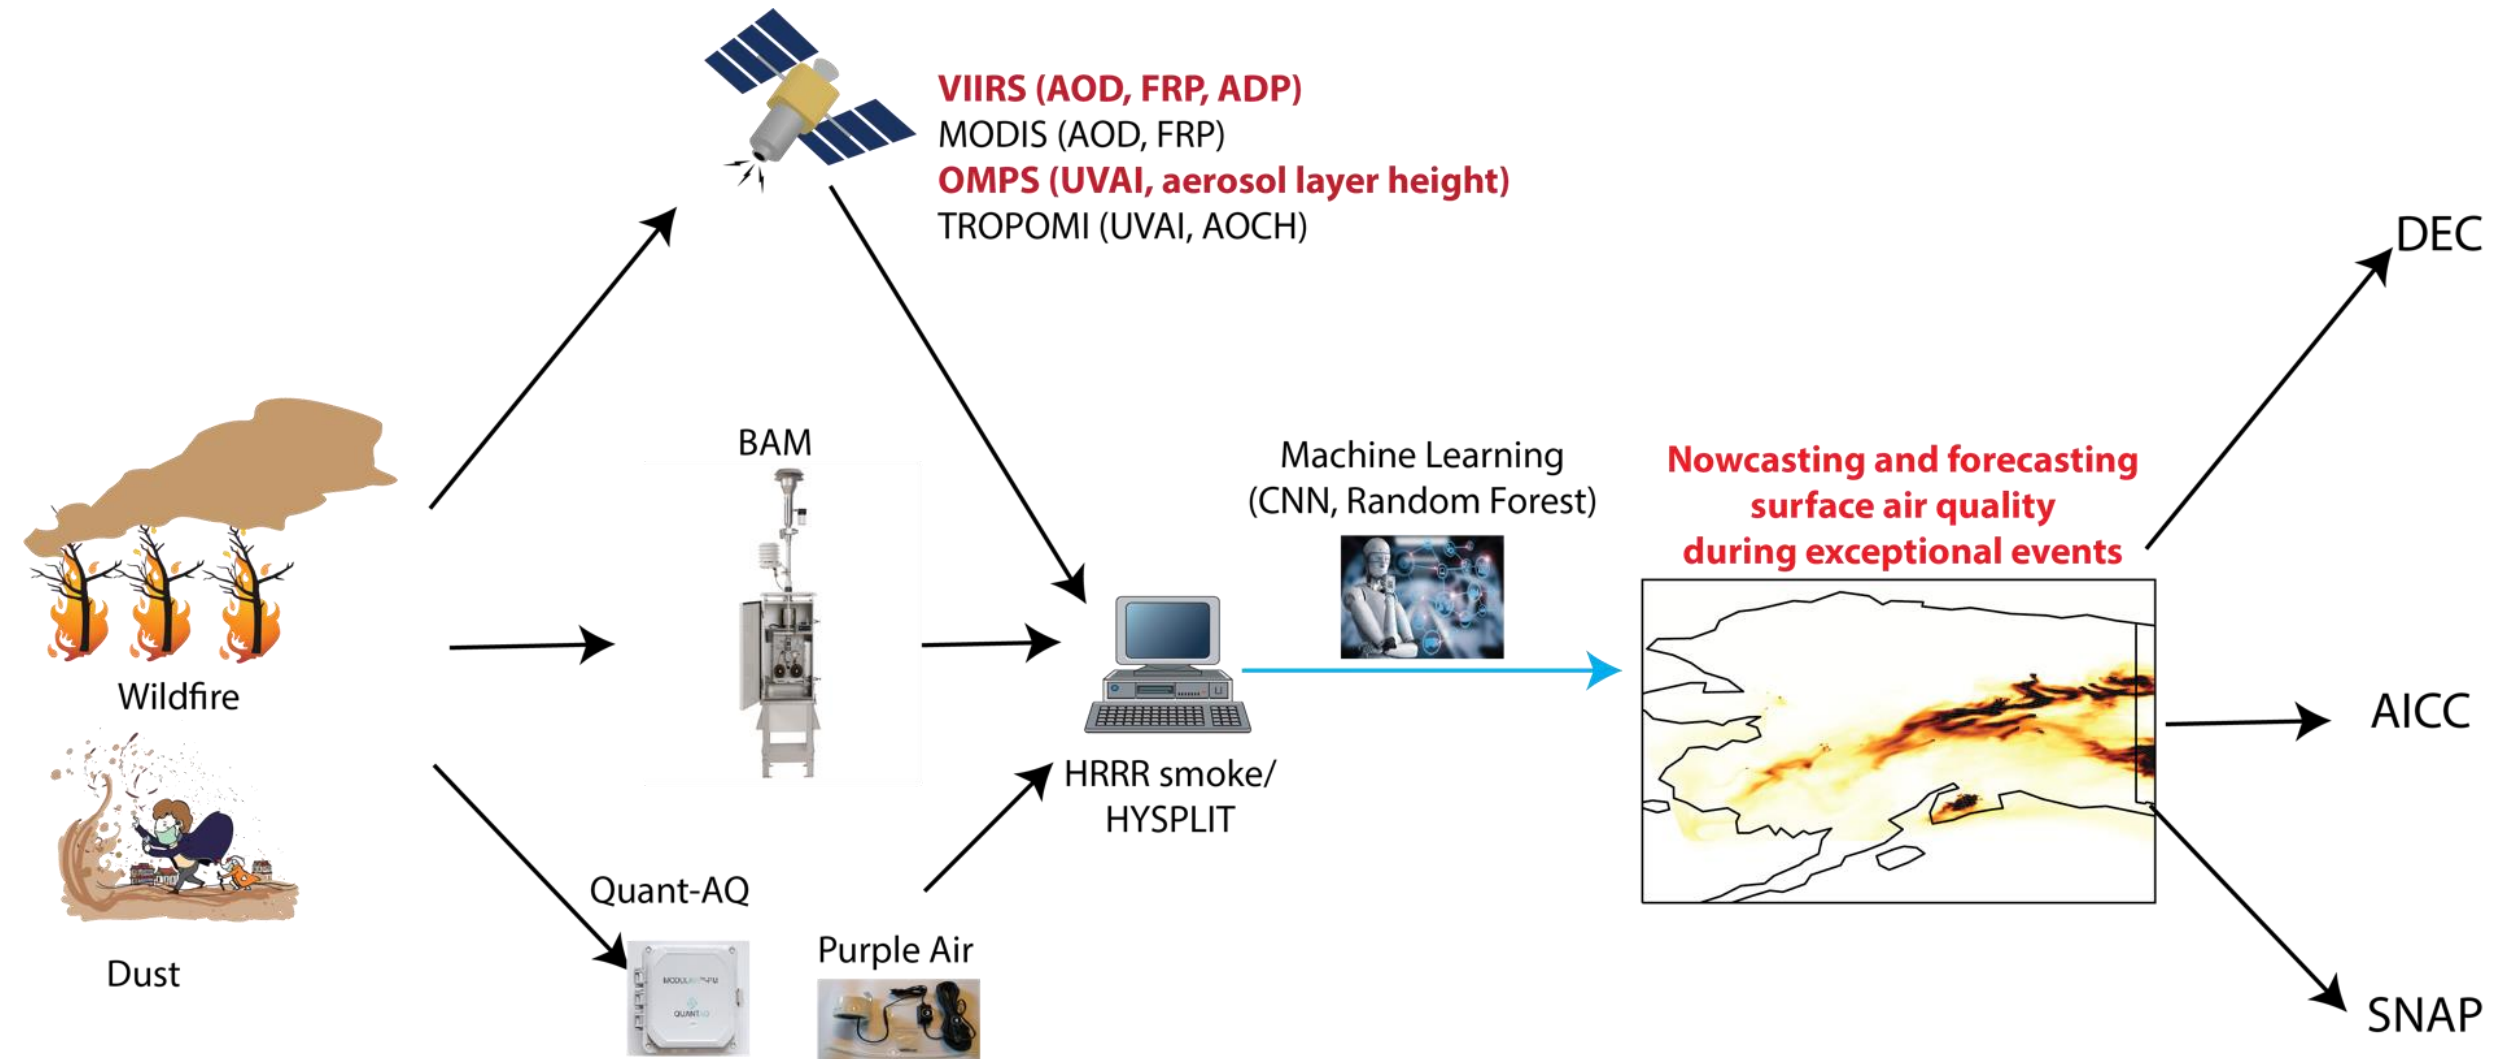 VIIRS (AOD, FRP, ADP)
MODIS (AOD, FRP)
OMPS (UVAI, aerosol layer height)
TROPOMI (UVAI, AOCH)
DEC
BAM
Machine Learning
(CNN, Random Forest)
Nowcasting and forecasting
surface air quality
during exceptional events
Wildfire
AICC
HRRR smoke/
HYSPLIT
Quant-AQ
Purple Air
Dust
SNAP